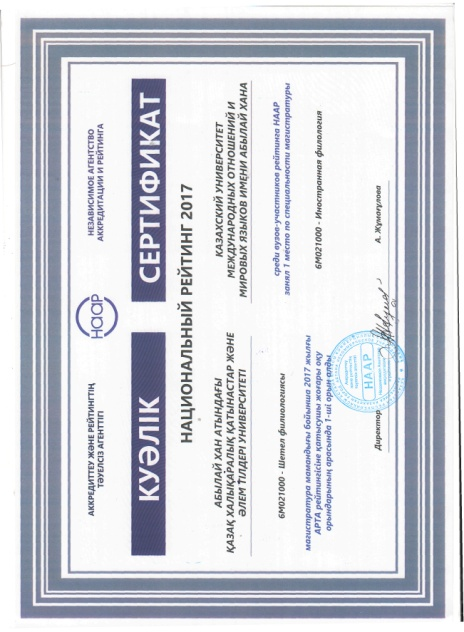 АККРЕДИТТЕУ ЖӘНЕ РЕЙТИНГТІҢ
ТӘУЕЛСІЗ АГЕНТТІГІ
НААР
НЕЗАВИСИМОЕ АГЕНТСТВО
АККРЕДИТАЦИИ И РЕЙТИНГА
КУӘЛІК
СЕРТИФИКАТ
НАЦИОНАЛЬНЫЙ РЕЙТИНГ 2017
АБЫЛАЙ ХАН АТЫНДАҒЫ
ҚАЗАҚ ХАЛЫҚАРАЛЫҚ ҚАТЫНАСТАР ЖӘНЕ
ӘЛЕМ ТІЛДЕРІ УНИВЕРСИТЕТІ
6М021000 - Шетел филиологиясы
магистратура мамандығы бойынша 2017 жылғы
АРТА рейтингісіне қатысушы жоғары оқу
орындарының арасында 1-ші орын алды
КАЗАХСКИЙ УНИВЕРСИТЕТ
МЕЖДУНАРОДНЫХ ОТНОШЕНИЙ И
МИРОВЫХ ЯЗЫКОВ ИМЕНИ АБЫЛАЙ ХАНА
среди вузов-участников рейтинга НААР
занял 1 место по специальности магистратуры
6М021000 - Иностранная филология
Директор
НААР
А. Жұмағулова